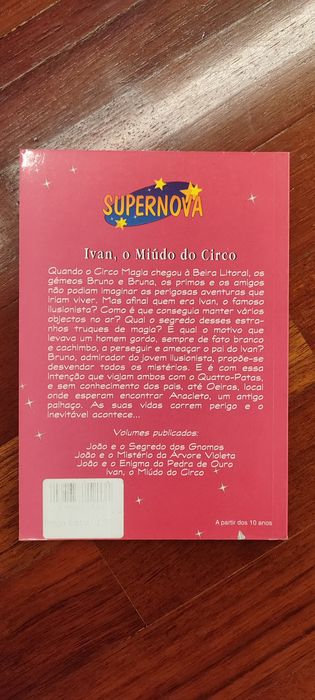 SUPERNOVA
Ivan, o Miúdo do Circo
Quando o Circo Magia chegou à Beira Litoral, os
gémeos Bruno e Bruna, os primos e os amigos
não podiam imaginar as perigosas aventuras que
iriam viver. Mas afinal quem era Ivan, o famoso
ilusionista? Como é que conseguia manter vários
objectos no ar? Qual o segredo desses estra-
nhos truques de magia? E qual o motivo que
levava um homem gordo, sempre de fato branco
e cachimbo, a perseguir e ameaçar o pai do Ivan?
Bruno, admirador do jovem ilusionista, propõe-se
desvendar todos os mistérios. E é com essa
intenção que viajam ambos com o Quatro-Patas,
e sem conhecimento dos pais, até Oeiras, local
onde esperam encontrar Anacleto, um antigo
palhaço. As suas vidas correm perigo e o
inevitável acontece...
Volumes publicados:
João e o Segredo dos Gnomos
João e o Mistério da Árvore Violeta
João e o Enigma da Pedra de Ouro
Ivan, o Miúdo do Circo
A partir dos 10 anos